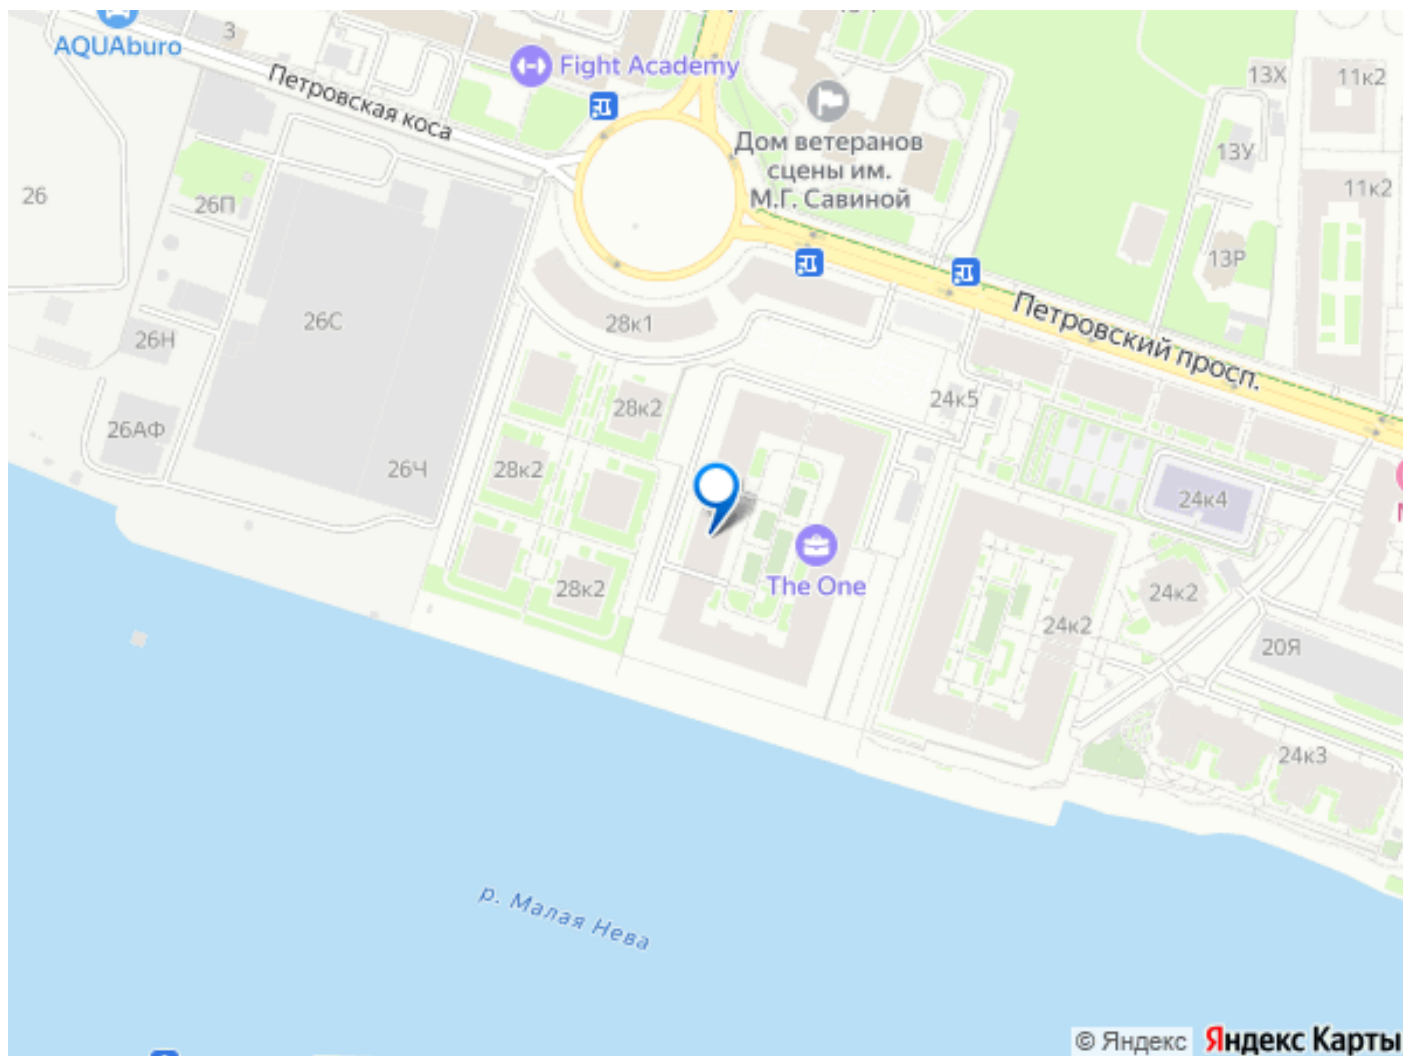 AQUAburo
3
Петровская коса
Fight Academy
Дом ветеранов
сцены им.
М.Г. Савиной
13Х
11к2
13У
11к2
13Р
26
26П
26С
26Н
28к1
Петровский просп.
26АФ
28к2
24к5
26Ч
28к2
24к4
The One
28к2
24к2
24к2
20Я
24к3
р. Малая Нева
© Яндекс Яндекс Карты